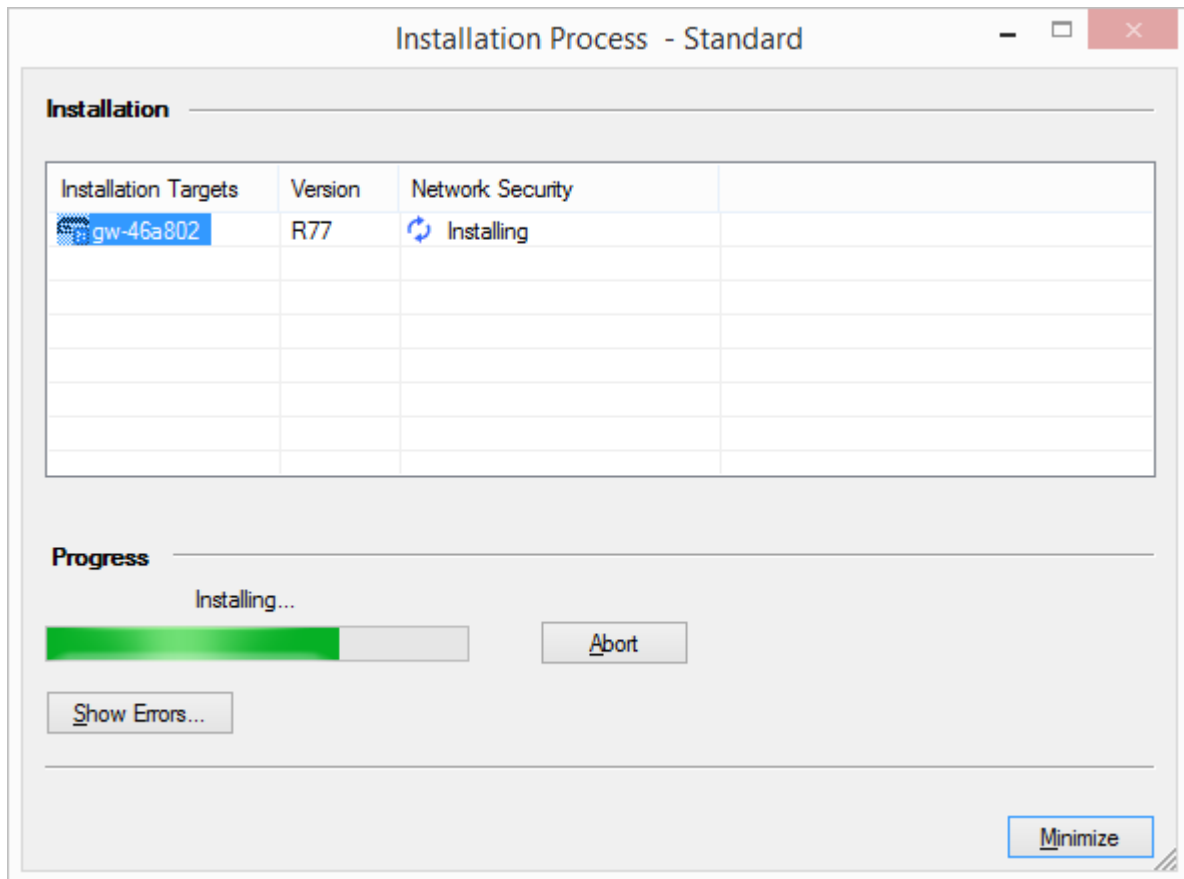 Installation Process - Standard
Installation
Installation Targets Version Network Security
gw-46a802 R77 Installing
Progress
Installing...
Abort
Show Errors...
Minimize